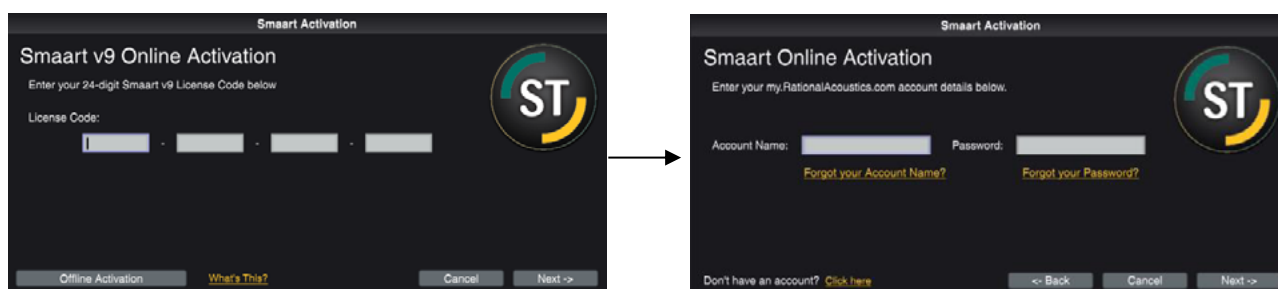 Smaart Activation
Smaart v9 Online Activation
Enter your 24-digit Smaart v9 License Code below
ST
License Code:
- - -
Offline Activation What's This? Cancel Next ->
Smaart Activation
Smaart Online Activation
Enter your my.RationalAcoustics.com account details below.
ST
Account Name: Password:
Forgot your Account Name? Forgot your Password?
Don't have an account? Click here <- Back Cancel Next ->